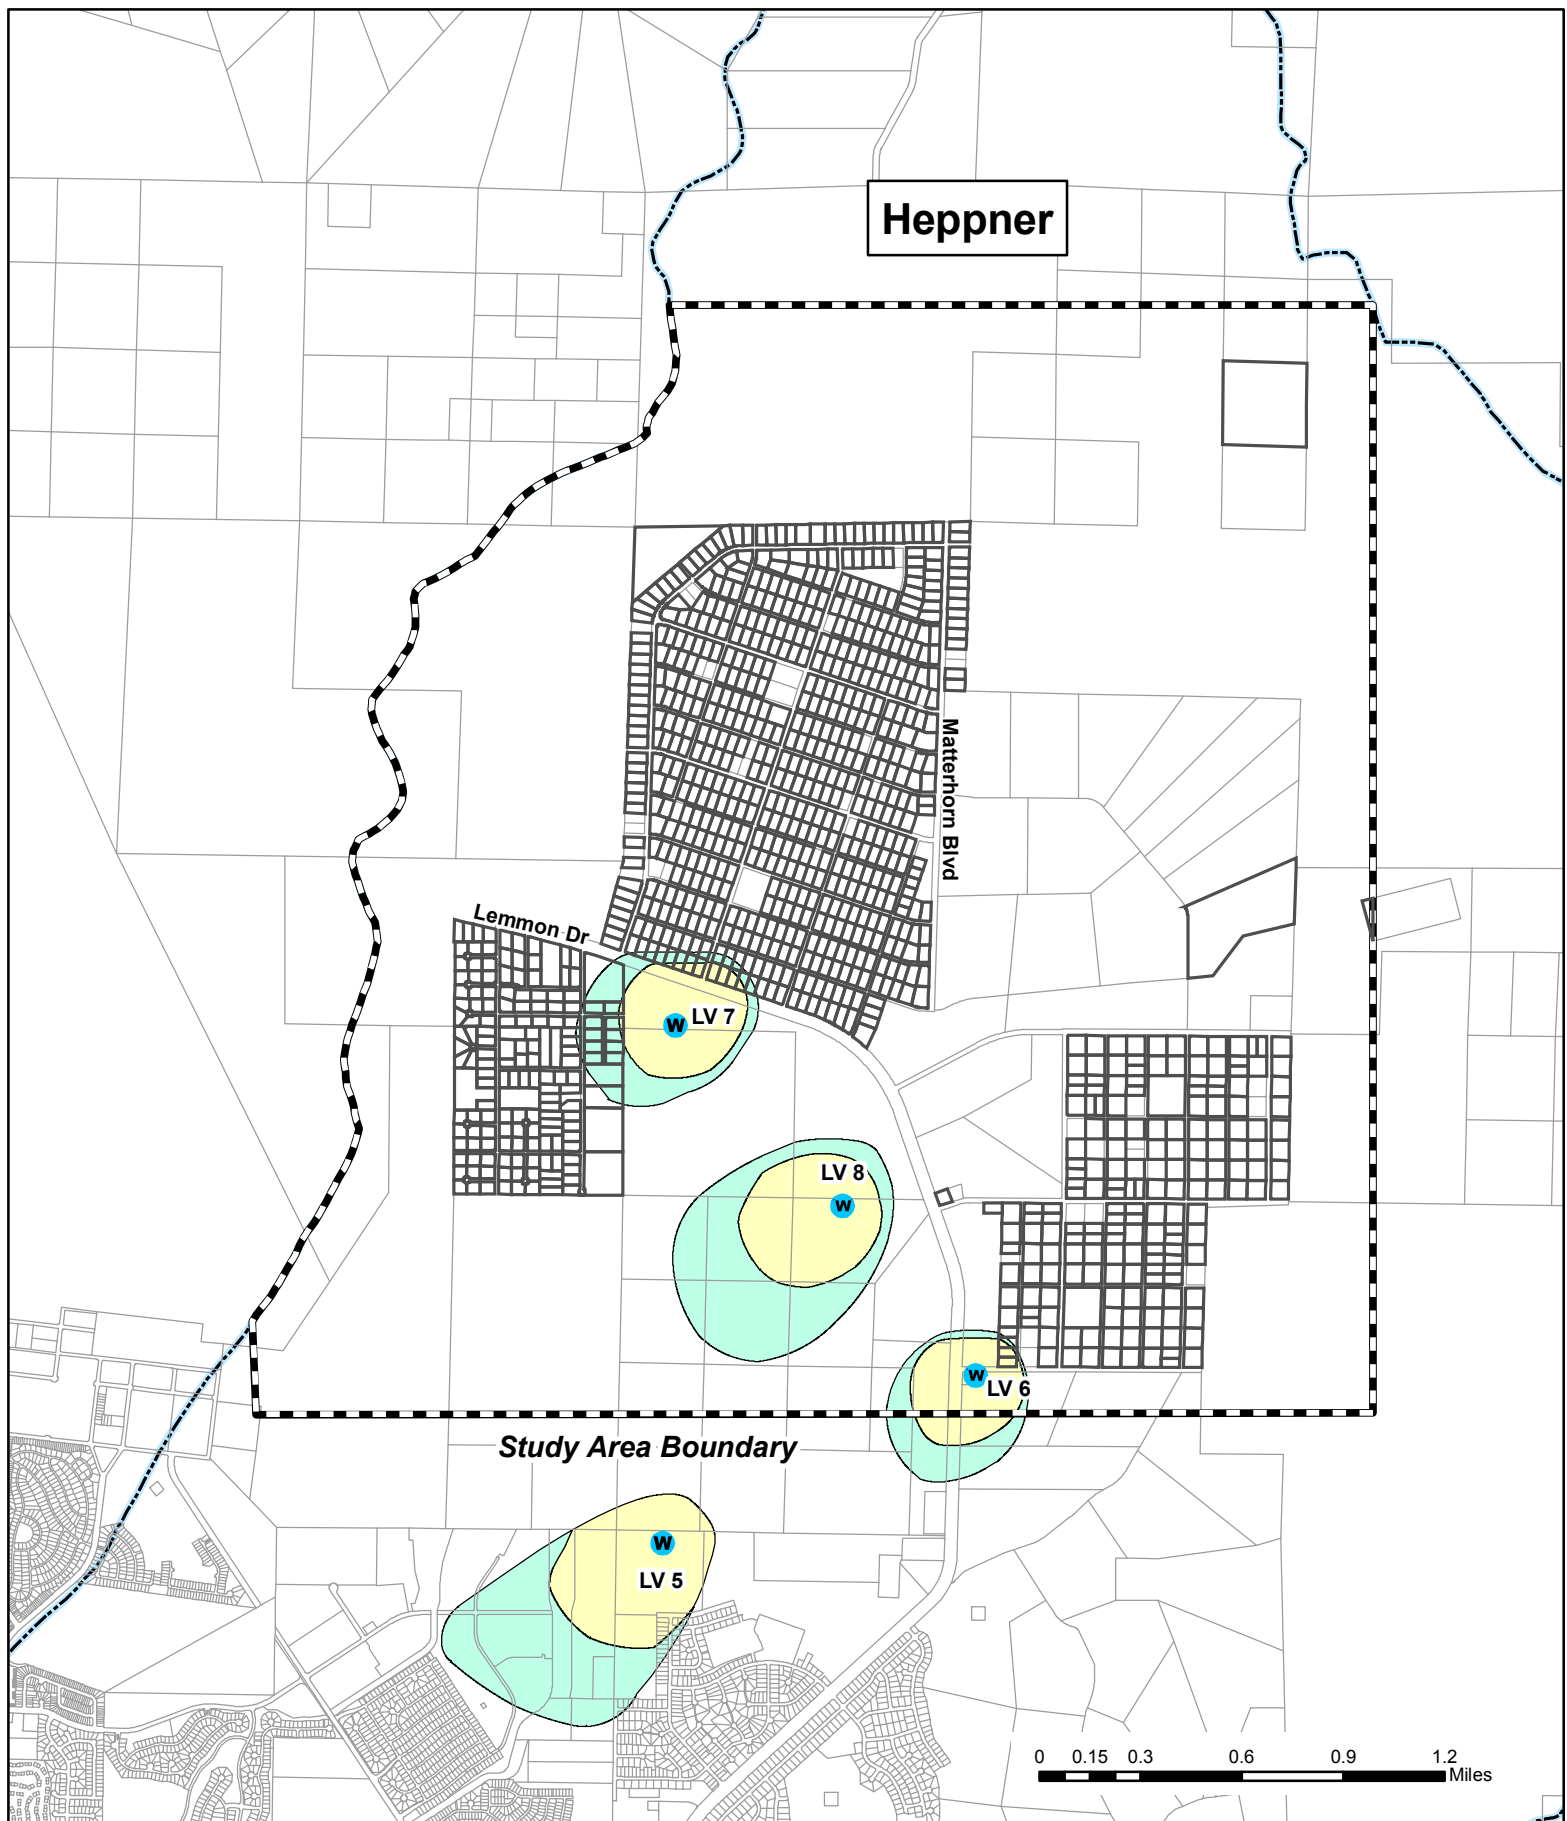 Heppner
Matterhorn Blvd
Lemmon Dr
W LV 7
LV 8
W
W
LV 6
Study Area Boundary
W
LV 5
0 0.15 0.3 0.6 0.9 1.2
Miles